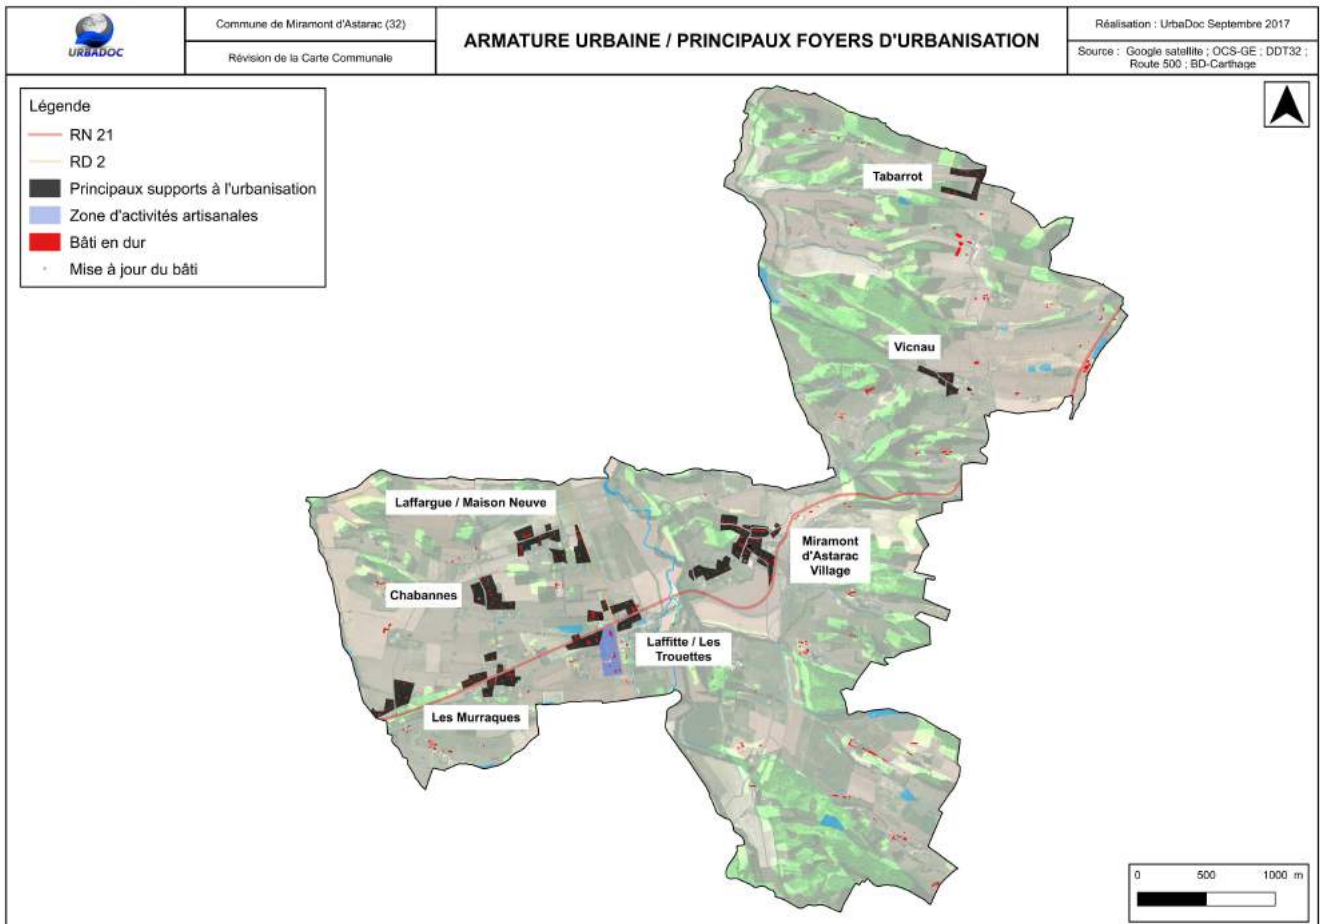 URBADOC
Commune de Miramont d'Astarac (32)
Révision de la Carte Communale
ARMATURE URBAINE / PRINCIPAUX FOYERS D'URBANISATION
Réalisation : UrbaDoc Septembre 2017
Source : Google satellite ; OCS-GE ; DDT32 ;
Route 500 ; BD-Carthage
Légende
RN 21
RD 2
Principaux supports à l'urbanisation
Zone d'activités artisanales
Bâti en dur
Mise à jour du bâti
Tabarrot
Vicnau
Laffargue / Maison Neuve
Miramont
d'Astarac
Village
Chabannes
Laffitte / Les
Trouettes
Les Murraques
0 500 1000 m